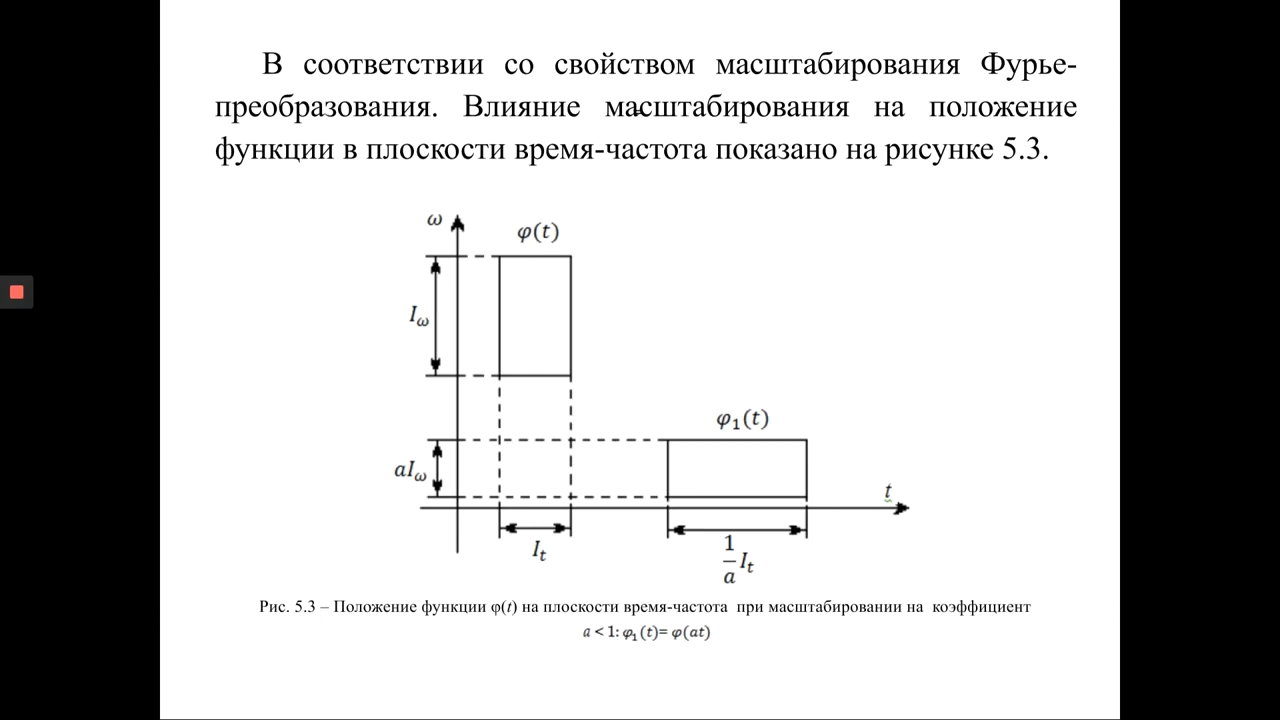 В соответствии со свойством масштабирования Фурье-
преобразования. Влияние масштабирования на положение
функции в плоскости время-частота показано на рисунке 5.3.
ω
φ(t)
I_ω
φ₁(t)
aI_ω
t
I_t
1/a I_t
Рис. 5.3 – Положение функции φ(t) на плоскости время-частота при масштабировании на коэффициент
a < 1: φ₁(t)= φ(at)